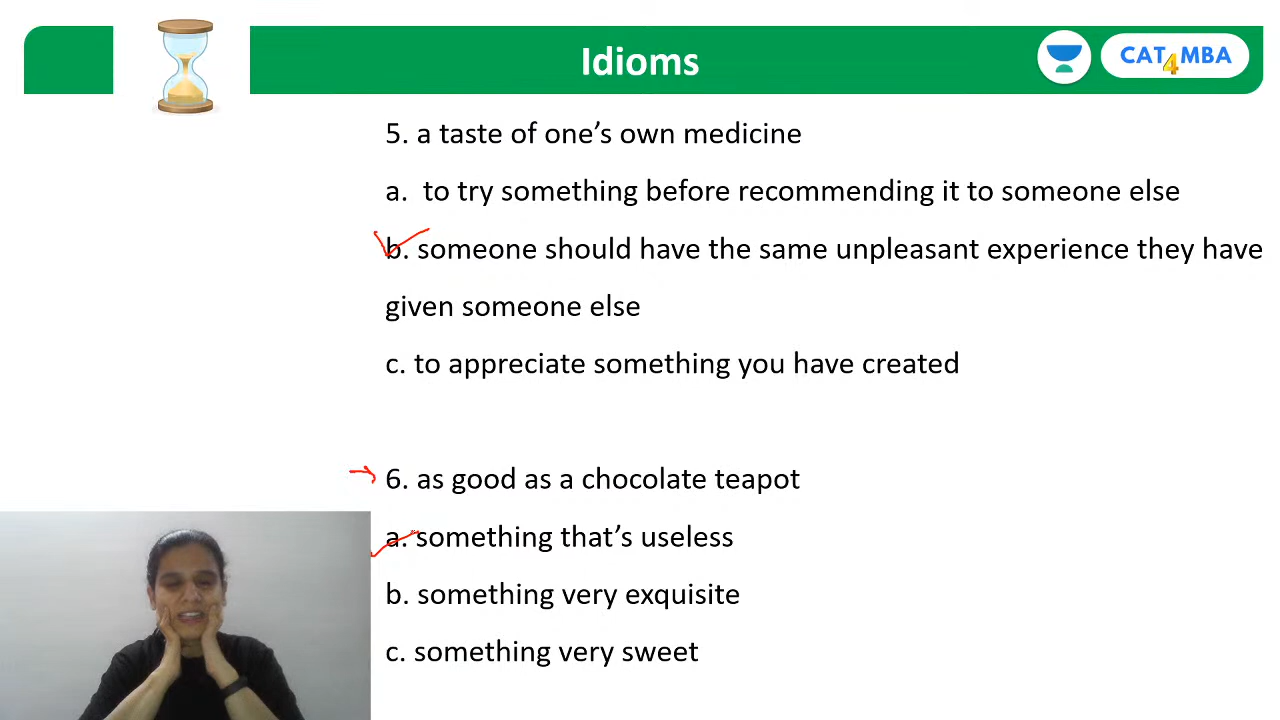 Idioms
CAT4MBA
5. a taste of one’s own medicine
a. to try something before recommending it to someone else
b. someone should have the same unpleasant experience they have
given someone else
c. to appreciate something you have created
6. as good as a chocolate teapot
a. something that’s useless
b. something very exquisite
c. something very sweet